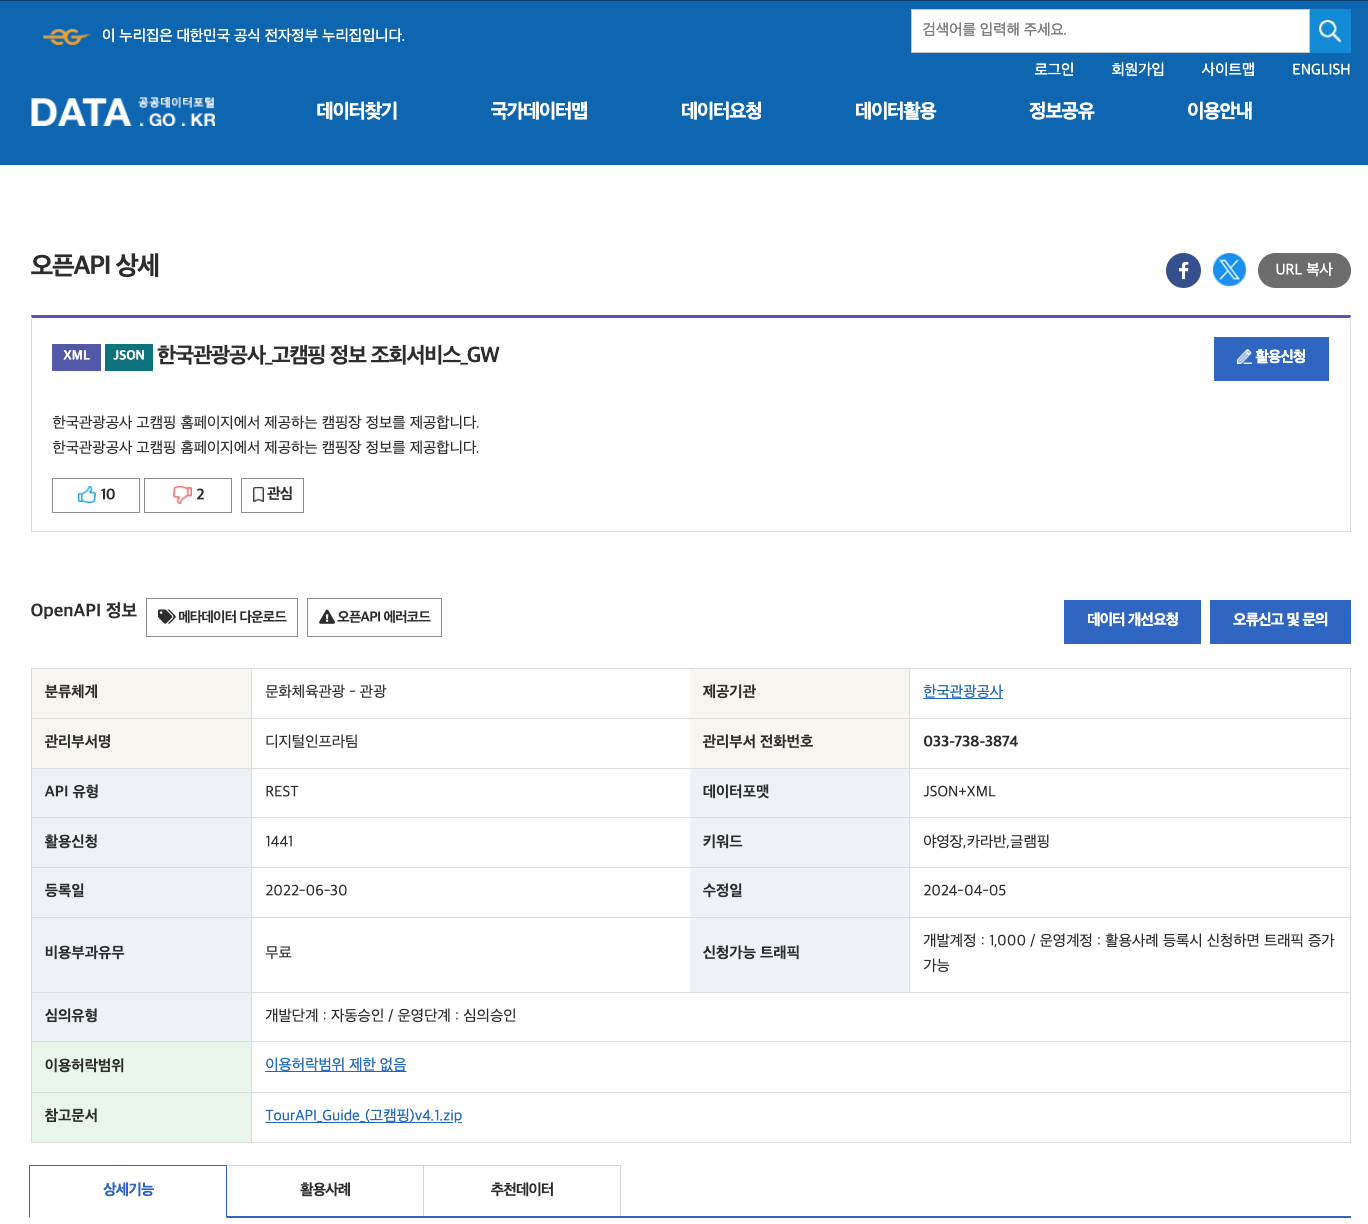 이 누리집은 대한민국 공식 전자정부 누리집입니다.
검색어를 입력해 주세요.
로그인 회원가입 사이트맵 ENGLISH
DATA 공공데이터포털 .GO.KR
데이터찾기 국가데이터맵 데이터요청 데이터활용 정보공유 이용안내
오픈API 상세
URL 복사
XML JSON 한국관광공사_고캠핑 정보 조회서비스_GW
활용신청
한국관광공사 고캠핑 홈페이지에서 제공하는 캠핑장 정보를 제공합니다.
한국관광공사 고캠핑 홈페이지에서 제공하는 캠핑장 정보를 제공합니다.
10 2 관심
OpenAPI 정보 메타데이터 다운로드 오픈API 에러코드
데이터 개선요청 오류신고 및 문의
분류체계 문화체육관광 - 관광 제공기관 한국관광공사
관리부서명 디지털인프라팀 관리부서 전화번호 033-738-3874
API 유형 REST 데이터포맷 JSON+XML
활용신청 1441 키워드 야영장,카라반,글램핑
등록일 2022-06-30 수정일 2024-04-05
비용부과유무 무료 신청가능 트래픽 개발계정 : 1,000 / 운영계정 : 활용사례 등록시 신청하면 트래픽 증가
가능
심의유형 개발단계 : 자동승인 / 운영단계 : 심의승인
이용허락범위 이용허락범위 제한 없음
참고문서 TourAPI_Guide_(고캠핑)v4.1.zip
상세기능 활용사례 추천데이터